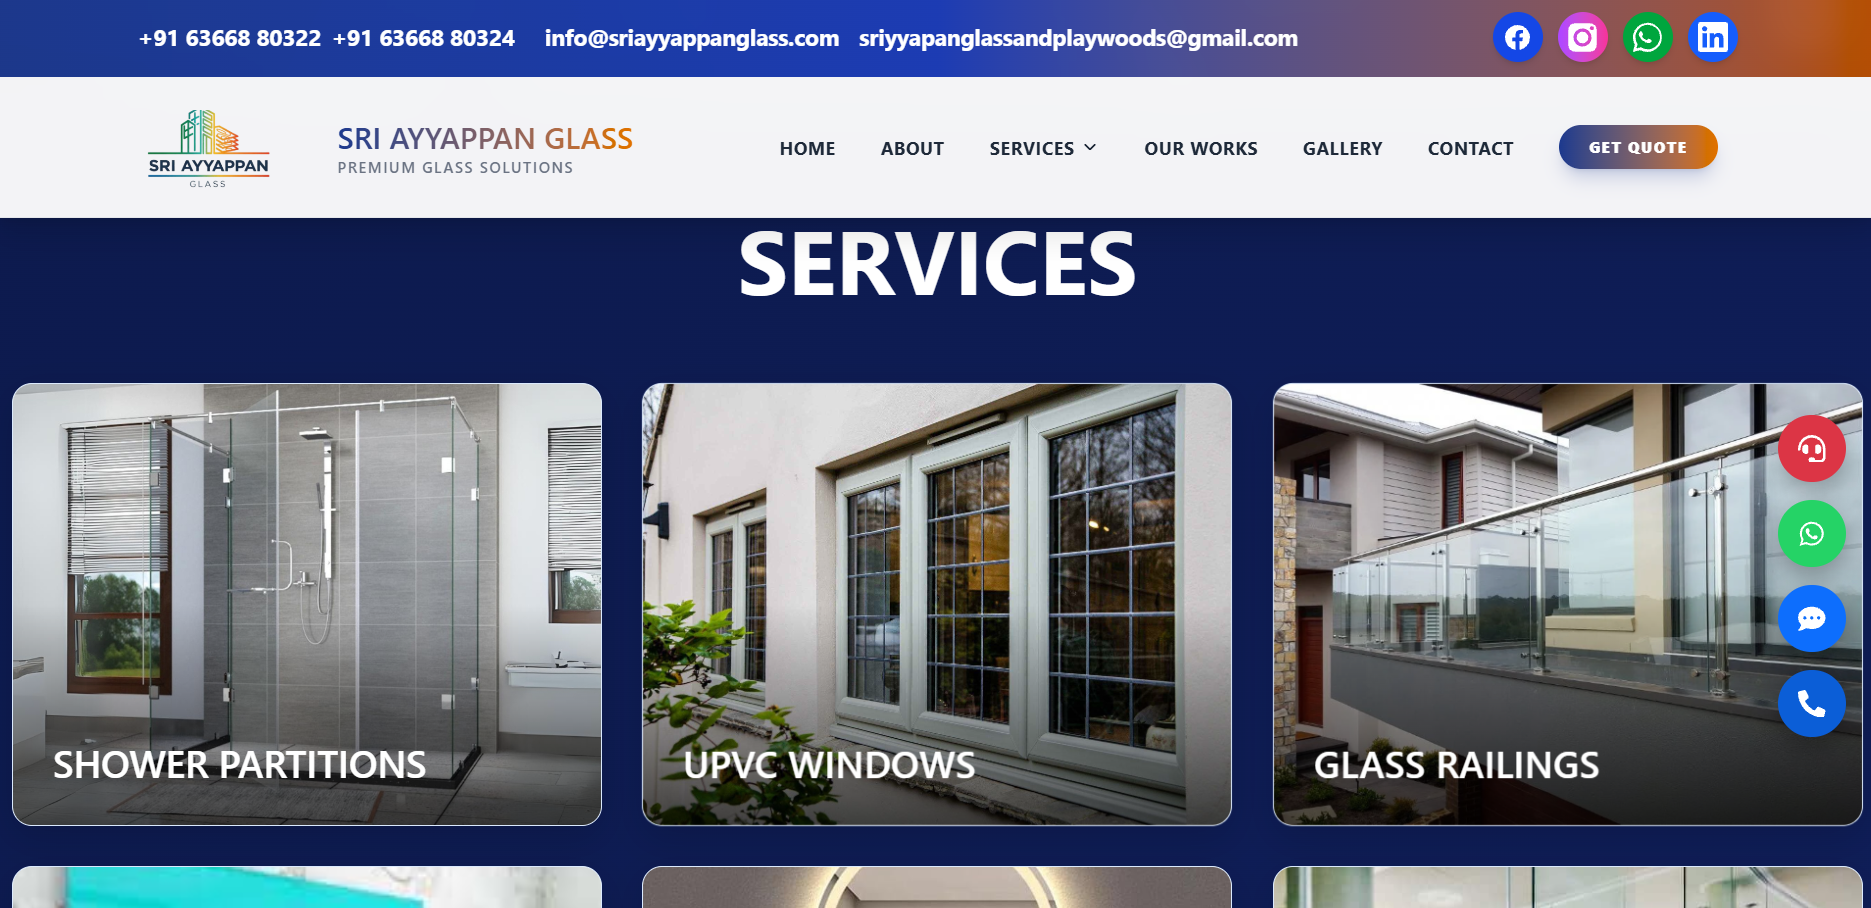 +91 63668 80322 +91 63668 80324 info@sriayyappanglass.com sriyyapanglassandplaywoods@gmail.com
SRI AYYAPPAN
GLASS
SRI AYYAPPAN GLASS
PREMIUM GLASS SOLUTIONS
HOME ABOUT SERVICES OUR WORKS GALLERY CONTACT GET QUOTE
SERVICES
SHOWER PARTITIONS
UPVC WINDOWS
GLASS RAILINGS